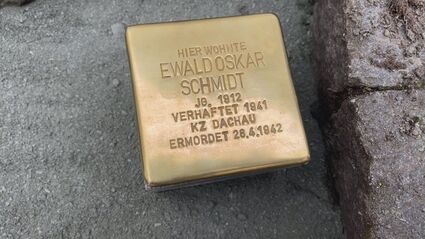 HIER WOHNTE
EWALD OSKAR
SCHMIDT
JG. 1912
VERHAFTET 1941
KZ DACHAU
ERMORDET 28.4.1942